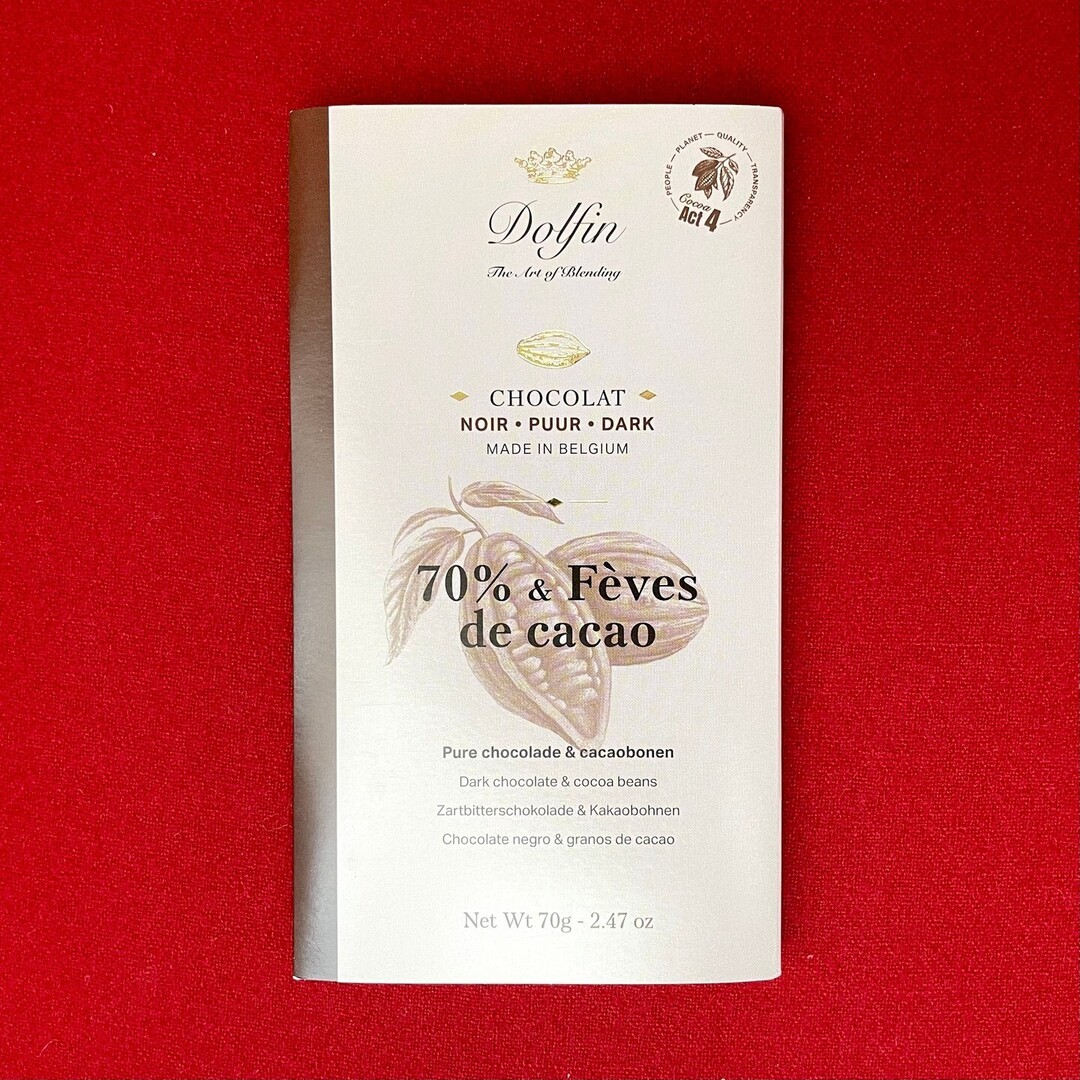 Dolfin
The Art of Blending
PEOPLE — PLANET — QUALITY — TRANSPARENCY
Cocoa
Act 4
CHOCOLAT
NOIR • PUUR • DARK
MADE IN BELGIUM
70% & Fèves
de cacao
Pure chocolade & cacaobonen
Dark chocolate & cocoa beans
Zartbitterschokolade & Kakaobohnen
Chocolate negro & granos de cacao
Net Wt 70g - 2.47 oz